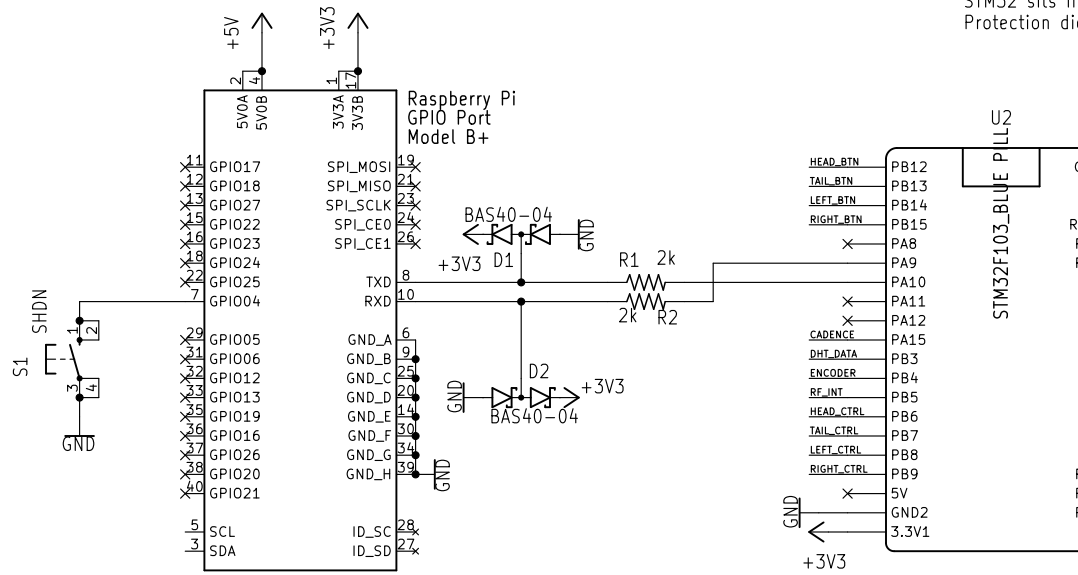 STM32 sits
Protection
+5V
+3V3
2
4
1
17
5V0A
5V0B
3V3A
3V3B
Raspberry Pi
GPIO Port
Model B+
11 GPIO17
12 GPIO18
13 GPIO27
15 GPIO22
16 GPIO23
18 GPIO24
22 GPIO25
7 GPIO04
29 GPIO005
31 GPIO06
32 GPIO12
33 GPIO13
35 GPIO19
36 GPIO16
37 GPIO26
38 GPIO20
40 GPIO21
5 SCL
3 SDA
SPI_MOSI 19
SPI_MISO 21
SPI_SCLK 23
SPI_CE0 24
SPI_CE1 26
TXD 8
RXD 10
GND_A 6
GND_B 9
GND_C 25
GND_D 20
GND_E 14
GND_F 30
GND_G 34
GND_H 39
ID_SC 28
ID_SD 27
GND
SHDN
S1
1
2
3
4
GND
BAS40-04
GND
+3V3
D1
R1 2k
2k R2
D2
GND
+3V3
BAS40-04
U2
STM32F103_BLUE PILL
HEAD_BTN PB12
TAIL_BTN PB13
LEFT_BTN PB14
RIGHT_BTN PB15
PA8
PA9
PA10
PA11
PA12
CADENCE PA15
DHT_DATA PB3
ENCODER PB4
RF_INT PB5
HEAD_CTRL PB6
TAIL_CTRL PB7
LEFT_CTRL PB8
RIGHT_CTRL PB9
5V
GND GND2
3.3V1
+3V3